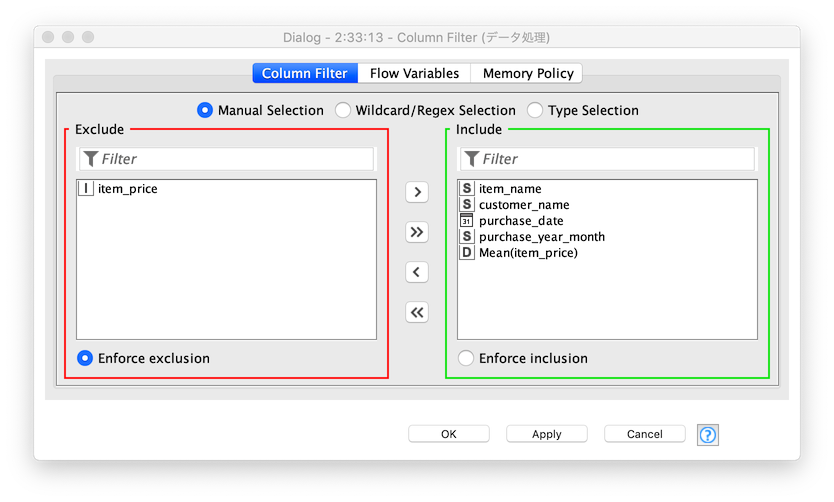 Dialog - 2:33:13 - Column Filter (データ処理)
Column Filter Flow Variables Memory Policy
Manual Selection Wildcard/Regex Selection Type Selection
Exclude
Filter
I item_price
Enforce exclusion
>
>>
<
<<
Include
Filter
S item_name
S customer_name
31 purchase_date
S purchase_year_month
D Mean(item_price)
Enforce inclusion
OK Apply Cancel ?